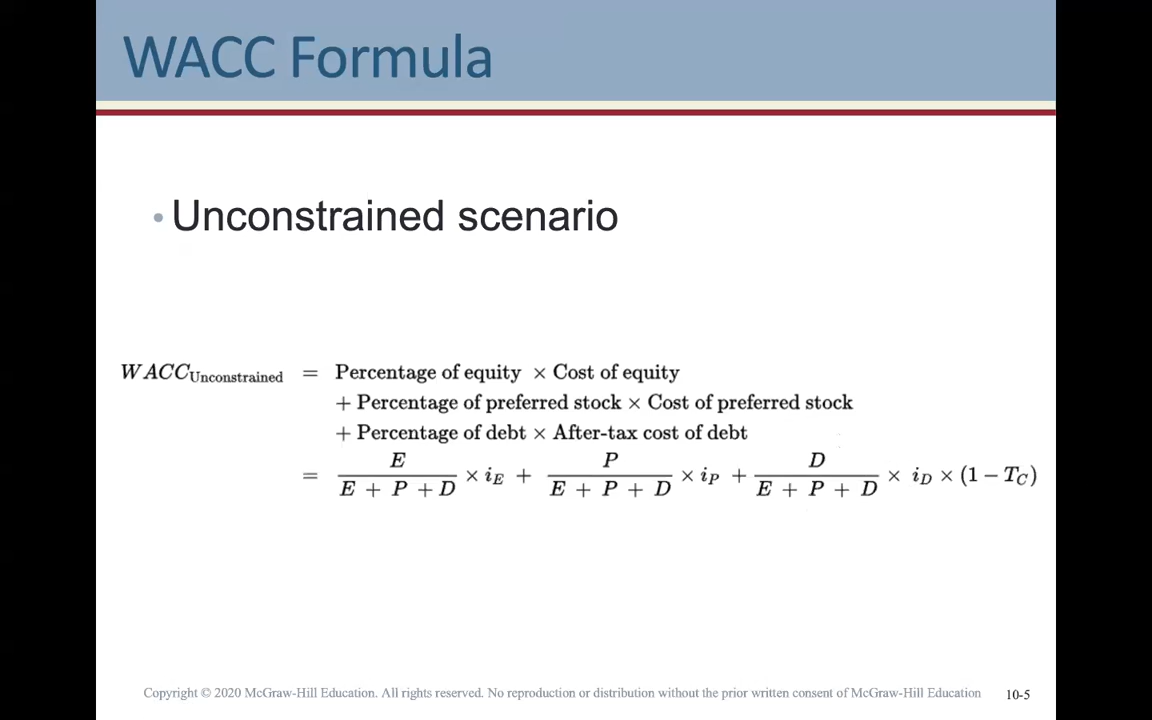 WACC Formula
• Unconstrained scenario
WACC_Unconstrained = Percentage of equity × Cost of equity
+ Percentage of preferred stock × Cost of preferred stock
+ Percentage of debt × After-tax cost of debt
= E / (E + P + D) × i_E + P / (E + P + D) × i_P + D / (E + P + D) × i_D × (1 − T_C)
Copyright © 2020 McGraw-Hill Education. All rights reserved. No reproduction or distribution without the prior written consent of McGraw-Hill Education 10-5